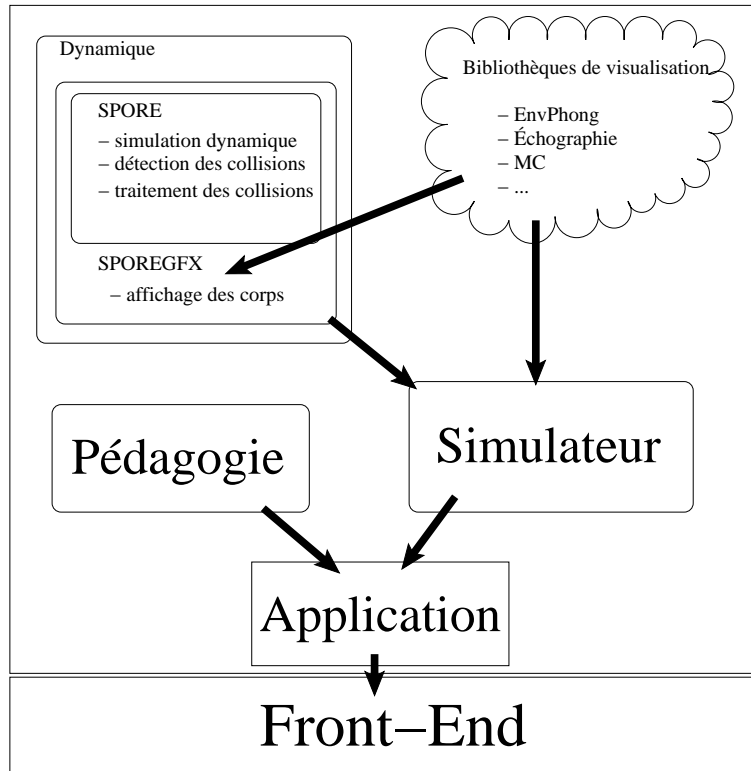 Dynamique
SPORE
– simulation dynamique
– détection des collisions
– traitement des collisions
SPOREGFX
– affichage des corps
Bibliothèques de visualisation
– EnvPhong
– Échographie
– MC
– ...
Pédagogie
Simulateur
Application
Front–End